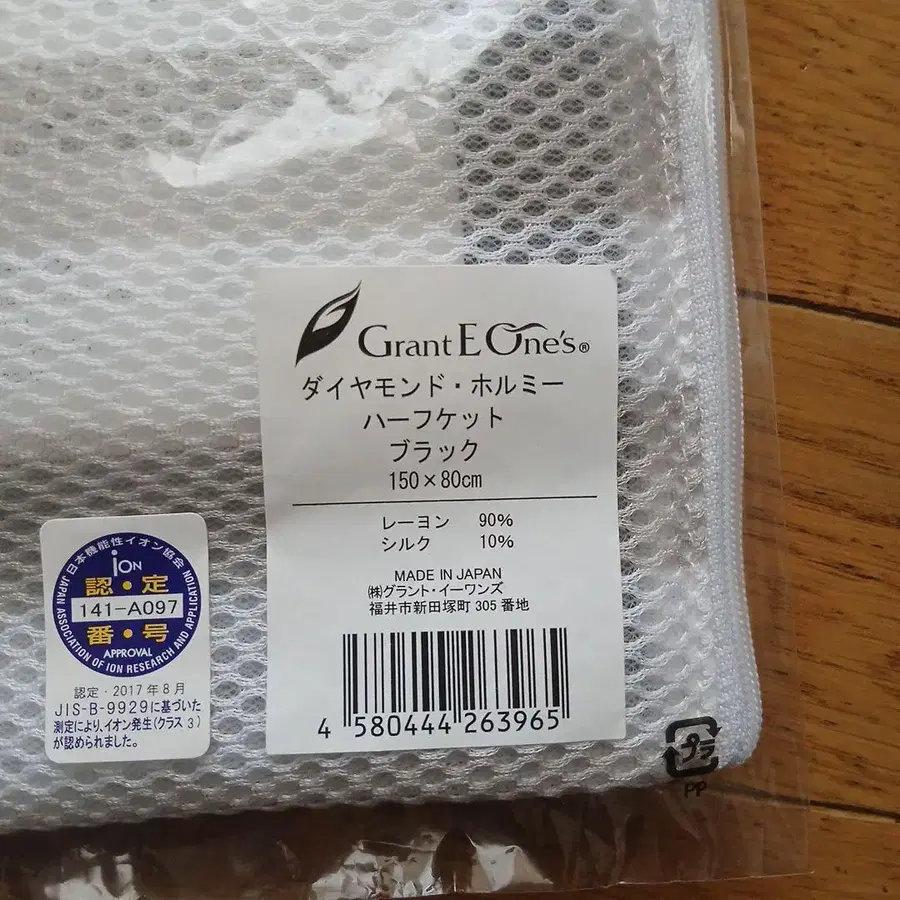 Grant E One's®
ダイヤモンド・ホルミー
ハーフケット
ブラック
150×80cm
レーヨン 90%
シルク 10%
MADE IN JAPAN
㈱グラント・イーワンズ
福井市新田塚町 305 番地
4 580444 263965
日本機能性イオン協会
iON
認・定
141-A097
番・号
APPROVAL
JAPAN ASSOCIATION OF ION RESEARCH AND APPLICATION
認定・2017年8月
JIS-B-9929に基づいた
測定により、イオン発生(クラス3)
が認められました。
プラ
PP